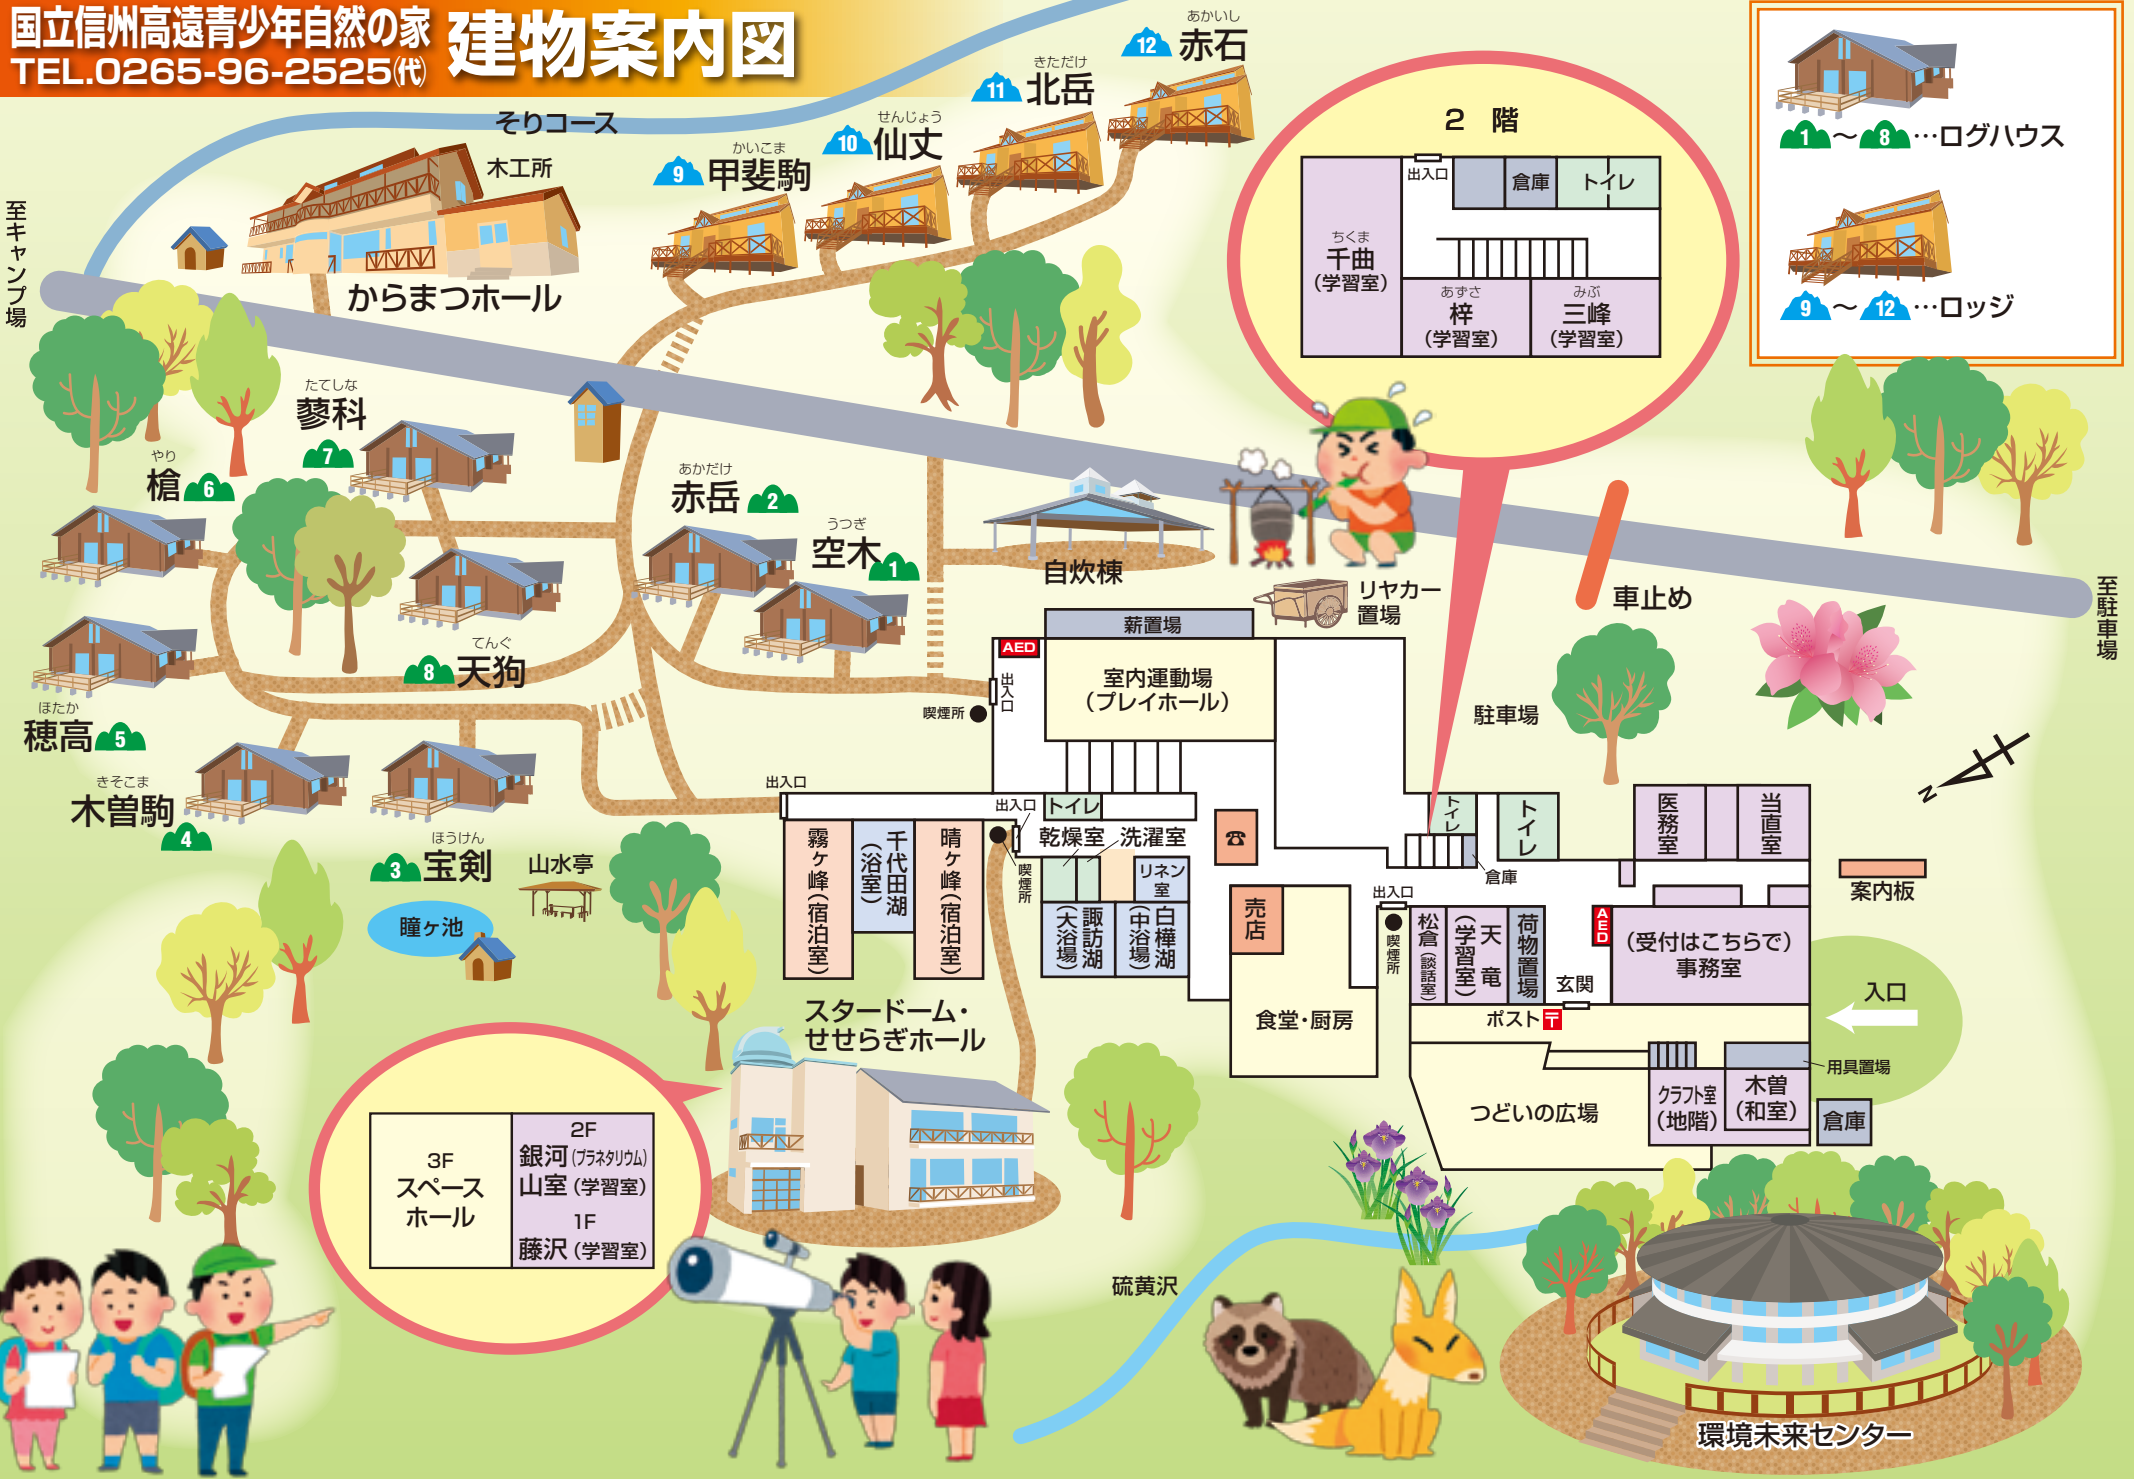 国立信州高遠青少年自然の家
TEL.0265-96-2525㈹
建物案内図
そりコース
木工所
からまつホール
至キャンプ場
かいこま
9 甲斐駒
せんじょう
10 仙丈
きただけ
11 北岳
あかいし
12 赤石
2 階
出入口
倉庫
トイレ
ちくま
千曲
(学習室)
あずさ
梓
(学習室)
みぶ
三峰
(学習室)
1～8…ログハウス
9～12…ロッジ
たてしな
蓼科
7
やり
槍 6
あかだけ
赤岳 2
うつぎ
空木 1
てんぐ
8 天狗
ほたか
穂高 5
きそこま
木曽駒
4
ほうけん
3 宝剣
山水亭
瞳ヶ池
自炊棟
リヤカー
置場
車止め
至駐車場
駐車場
薪置場
AED
出入口
喫煙所
室内運動場
(プレイホール)
出入口
出入口
トイレ
乾燥室
洗濯室
リネン
室
喫煙所
霧ヶ峰(宿泊室)
千代田湖
(浴室)
晴ヶ峰(宿泊室)
諏訪湖
(大浴場)
白樺湖
(中浴場)
☎
売店
食堂・厨房
トイレ
トイレ
倉庫
出入口
喫煙所
松倉(談話室)
天竜
(学習室)
荷物置場
AED
玄関
ポスト〒
医務室
当直室
(受付はこちらで)
事務室
案内板
入口
N
用具置場
クラフト室
(地階)
木曽
(和室)
倉庫
つどいの広場
スタードーム・
せせらぎホール
3F
スペース
ホール
2F
銀河(プラネタリウム)
山室(学習室)
1F
藤沢(学習室)
硫黄沢
環境未来センター